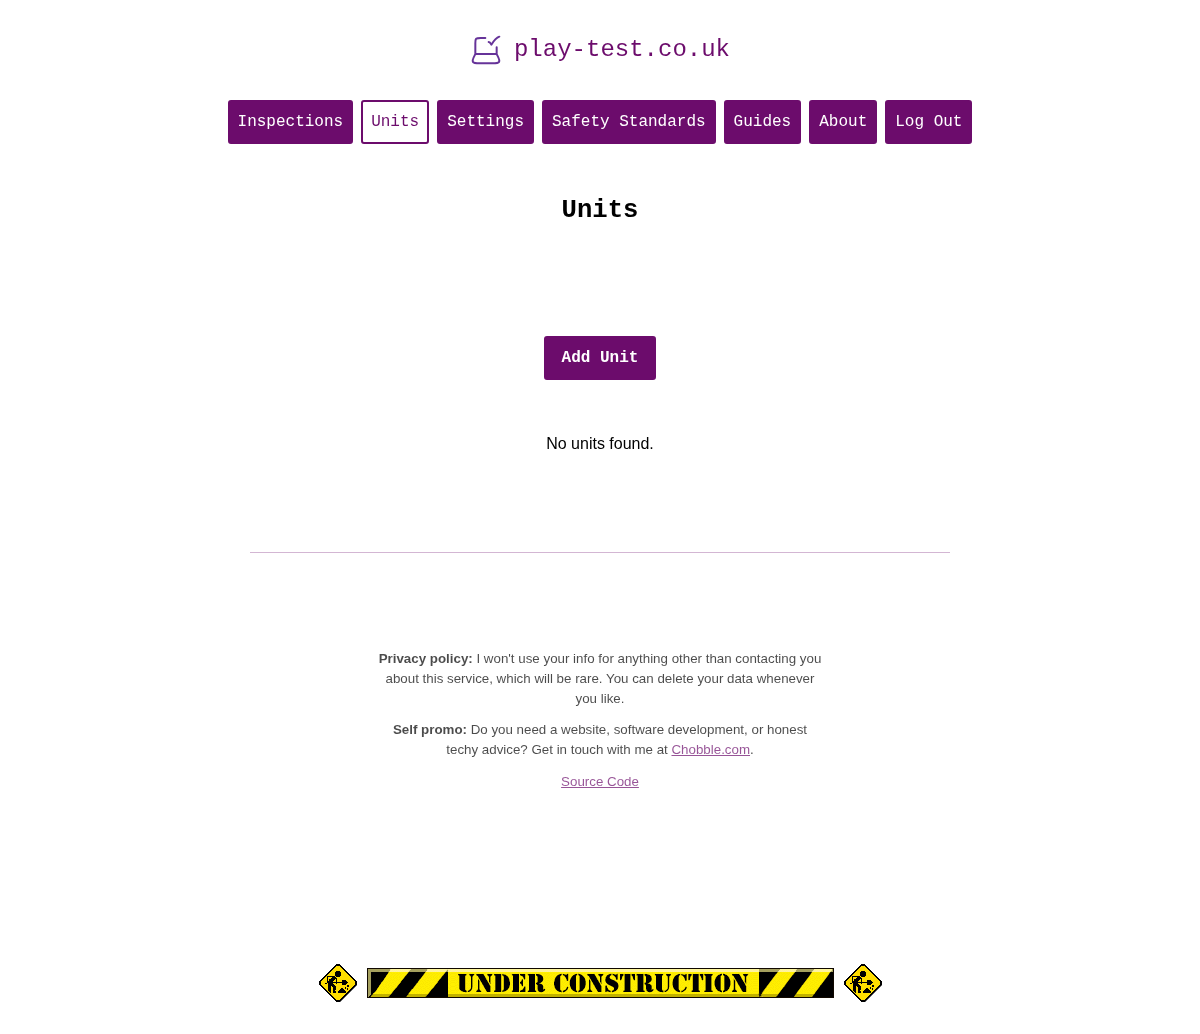 play-test.co.uk
Inspections Units Settings Safety Standards Guides About Log Out
Units
Add Unit
No units found.
Privacy policy: I won't use your info for anything other than contacting you
about this service, which will be rare. You can delete your data whenever
you like.
Self promo: Do you need a website, software development, or honest
techy advice? Get in touch with me at Chobble.com.
Source Code
UNDER CONSTRUCTION